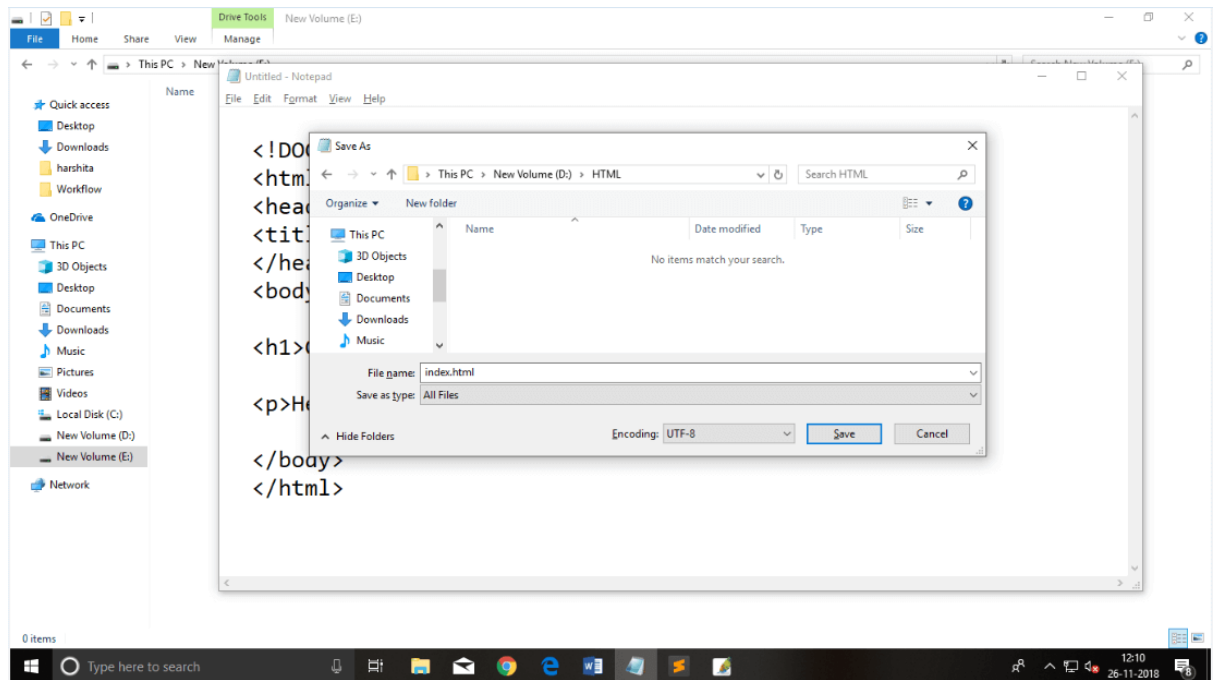 Drive Tools New Volume (E:)
File Home Share View Manage
This PC > New
Untitled - Notepad
File Edit Format View Help
Name
Quick access
Desktop
Downloads
harshita
Workflow
OneDrive
This PC
3D Objects
Desktop
Documents
Downloads
Music
Pictures
Videos
Local Disk (C:)
New Volume (D:)
New Volume (E:)
Network
<!DO
<htm
<head
<tit
</hea
<body
<h1>
<p>He
</body>
</html>
Save As
This PC > New Volume (D:) > HTML Search HTML
Organize New folder
Name Date modified Type Size
This PC
3D Objects
Desktop
Documents
Downloads
Music
No items match your search.
File name: index.html
Save as type: All Files
Hide Folders Encoding: UTF-8 Save Cancel
0 items
Type here to search
12:10
26-11-2018
8